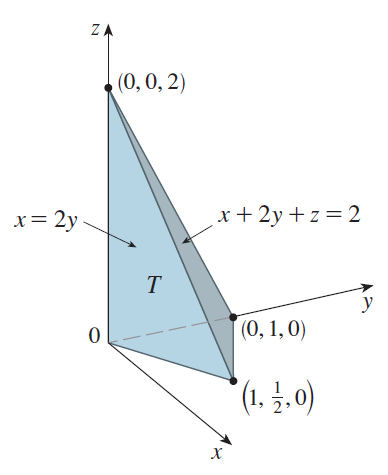 z
(0, 0, 2)
x = 2y
x + 2y + z = 2
T
y
0
(0, 1, 0)
(1, 1/2, 0)
x